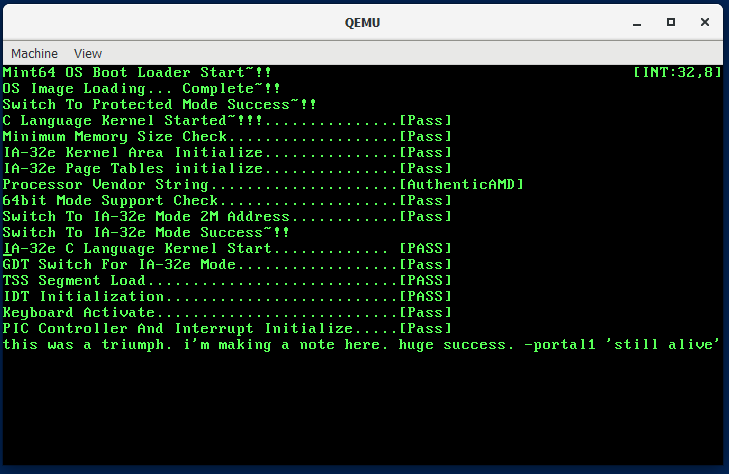 QEMU
Machine View
Mint64 OS Boot Loader Start~!! [INT:32,8]
OS Image Loading... Complete~!!
Switch To Protected Mode Success~!!
C Language Kernel Started~!!!...............[Pass]
Minimum Memory Size Check...................[Pass]
IA-32e Kernel Area Initialize...............[Pass]
IA-32e Page Tables initialize...............[Pass]
Processor Vendor String.....................[AuthenticAMD]
64bit Mode Support Check....................[Pass]
Switch To IA-32e Mode 2M Address............[Pass]
Switch To IA-32e Mode Success~!!
IA-32e C Language Kernel Start............. [PASS]
GDT Switch For IA-32e Mode..................[Pass]
TSS Segment Load............................[PASS]
IDT Initialization..........................[PASS]
Keyboard Activate...........................[Pass]
PIC Controller And Interrupt Initialize.....[Pass]
this was a triumph. i'm making a note here. huge success. -portal1 'still alive'